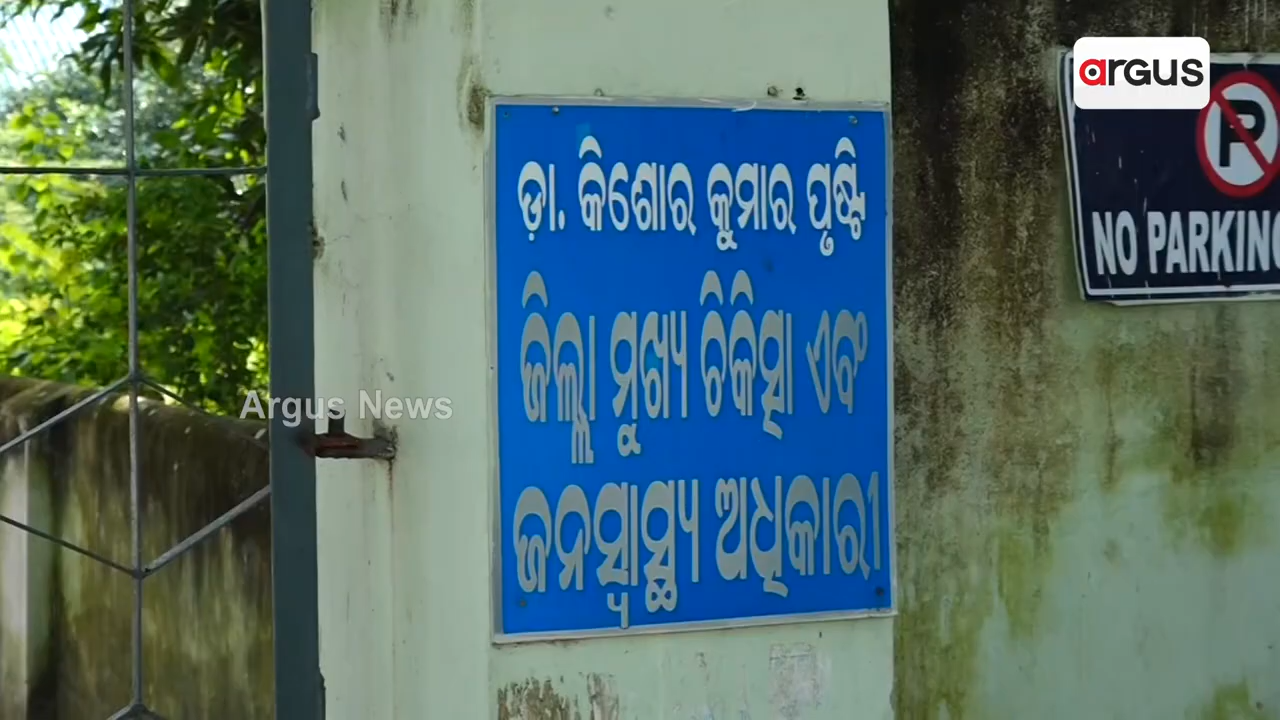 argus
ଡ଼ା. କିଶୋର କୁମାର ପୃଷ୍ଟି
ଜିଲ୍ଲା ମୁଖ୍ୟ ଚିକିତ୍ସା ଏବଂ
ଜନସ୍ୱାସ୍ଥ୍ୟ ଅଧିକାରୀ
P
NO PARKING
Argus News